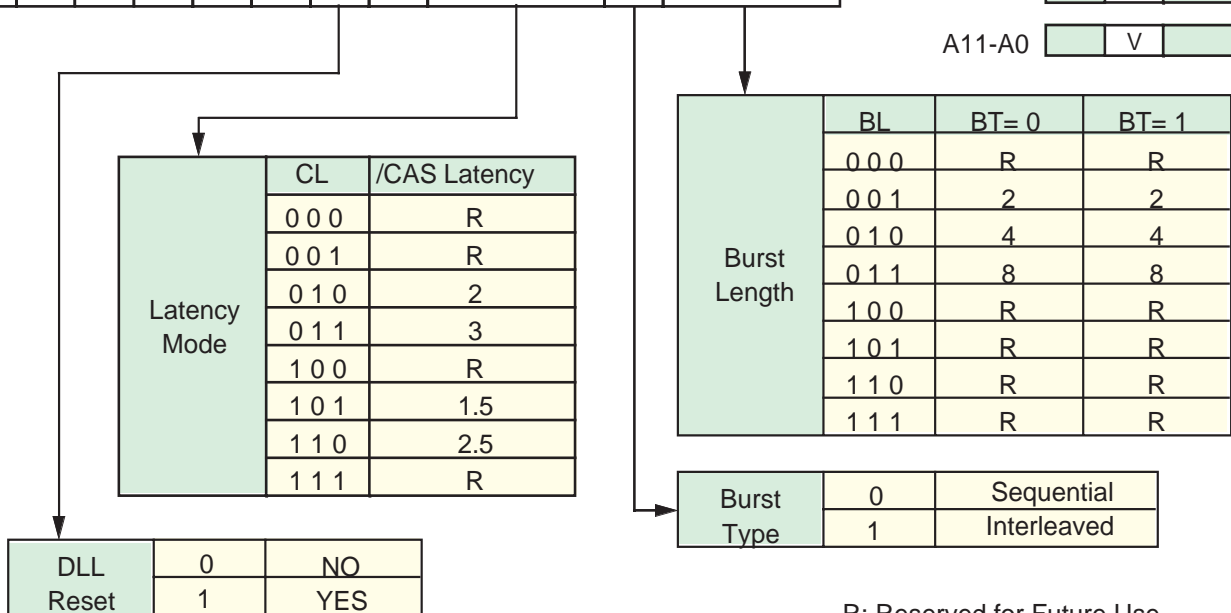 A11-A0 V
BL BT= 0 BT= 1
0 0 0 R R
0 0 1 2 2
0 1 0 4 4
0 1 1 8 8
1 0 0 R R
1 0 1 R R
1 1 0 R R
1 1 1 R R
Burst
Length
CL /CAS Latency
0 0 0 R
0 0 1 R
0 1 0 2
0 1 1 3
1 0 0 R
1 0 1 1.5
1 1 0 2.5
1 1 1 R
Latency
Mode
Burst
Type
0 Sequential
1 Interleaved
DLL
Reset
0 NO
1 YES
R: Reserved for Future Use